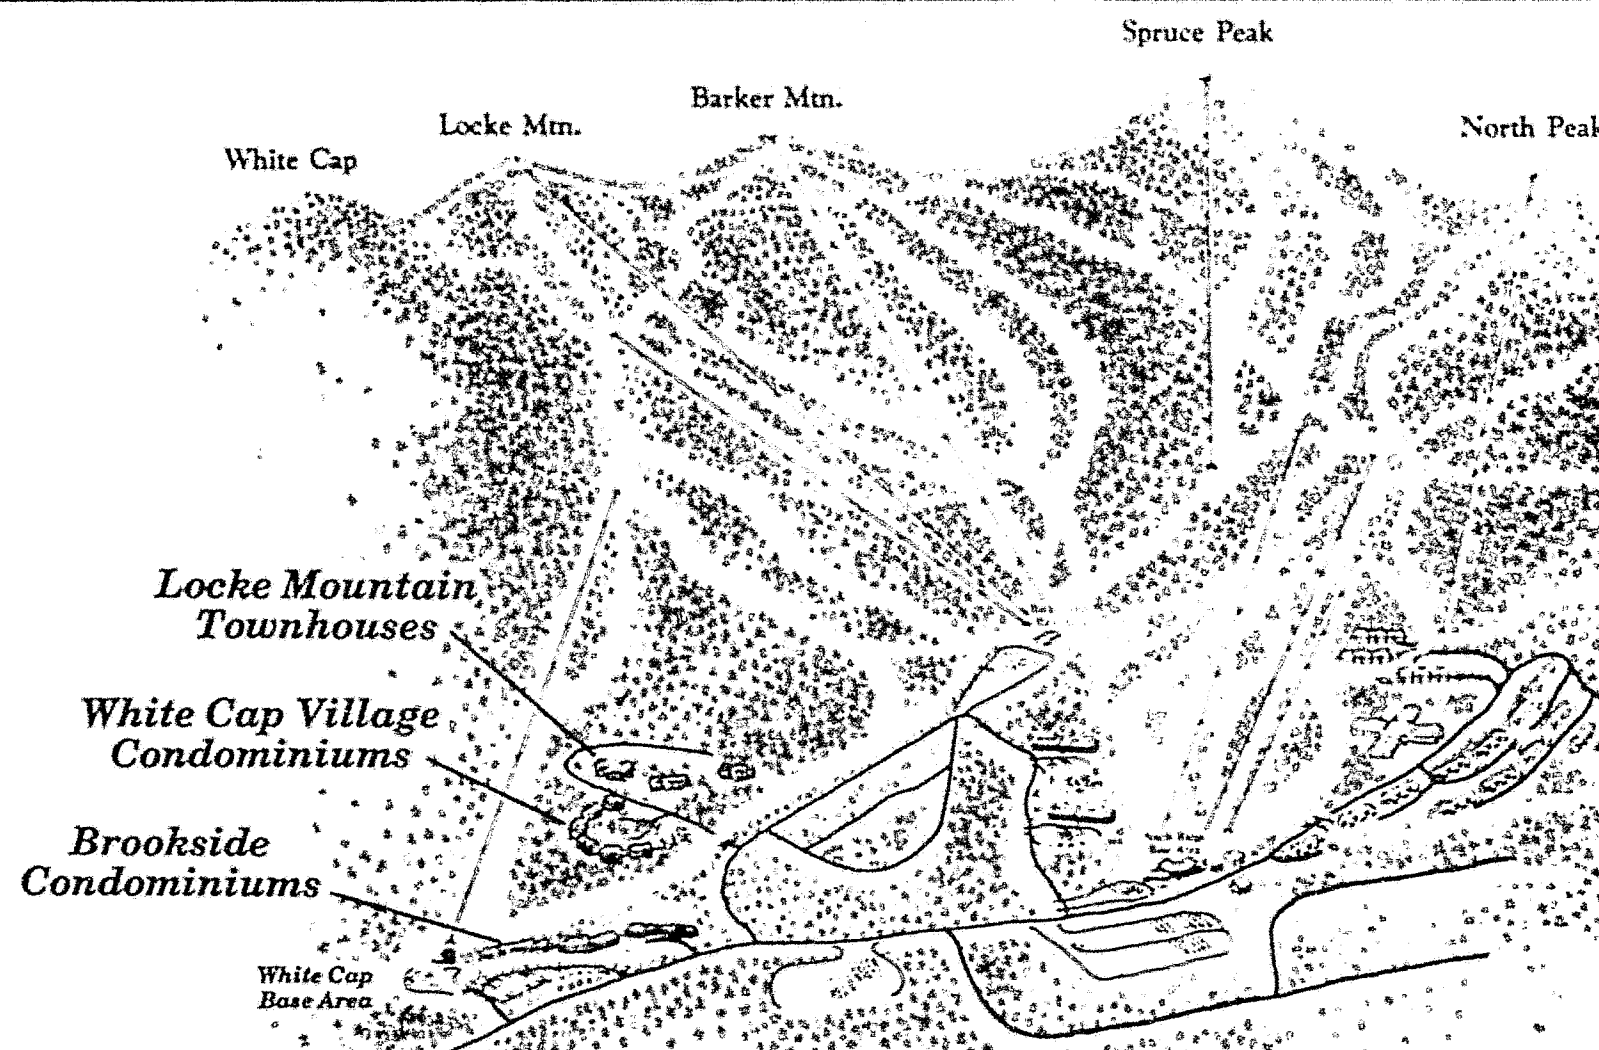 Spruce Peak
Barker Mtn.
Locke Mtn.
North Peak
White Cap
Locke Mountain
Townhouses
White Cap Village
Condominiums
Brookside
Condominiums
White Cap
Base Area